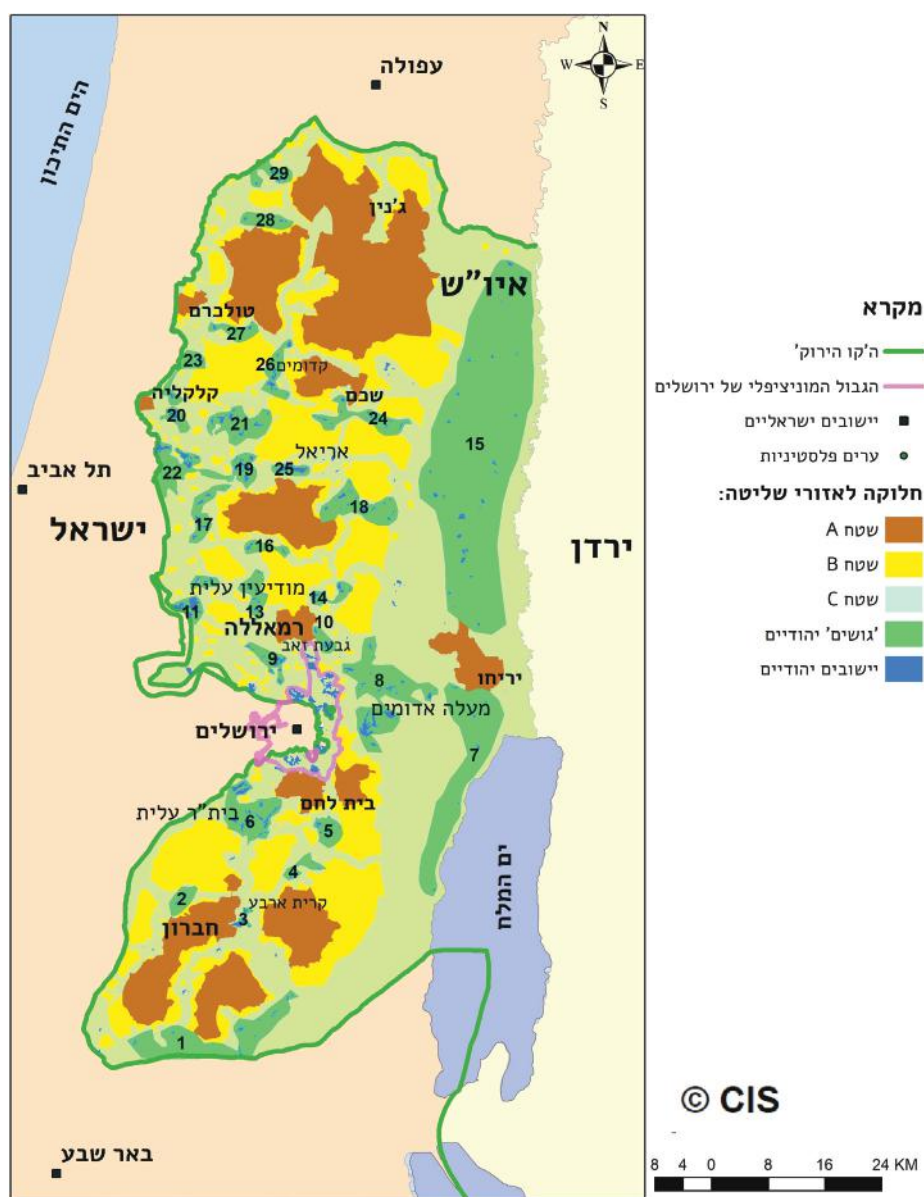 N
W E
S
עפולה
הים התיכון
29
ג'נין
28
איו"ש
טולכרם
27
23
26
קדומים
קלקליה
שכם
20
21
24
15
אריאל
22
19
25
תל אביב
18
ישראל
17
16
ירדן
מודיעין עלית
14
11
13
רמאללה
10
גבעת זאב
9
8
יריחו
מעלה אדומים
ירושלים
7
בית לחם
בית"ר עלית
6
5
4
קרית ארבע
2
3
חברון
ים המלח
1
באר שבע
מקרא
ה'קו הירוק'
הגבול המוניציפלי של ירושלים
יישובים ישראליים
ערים פלסטיניות
חלוקה לאזורי שליטה:
שטח A
שטח B
שטח C
'גושים' יהודיים
יישובים יהודיים
© CIS
8 4 0 8 16 24 KM